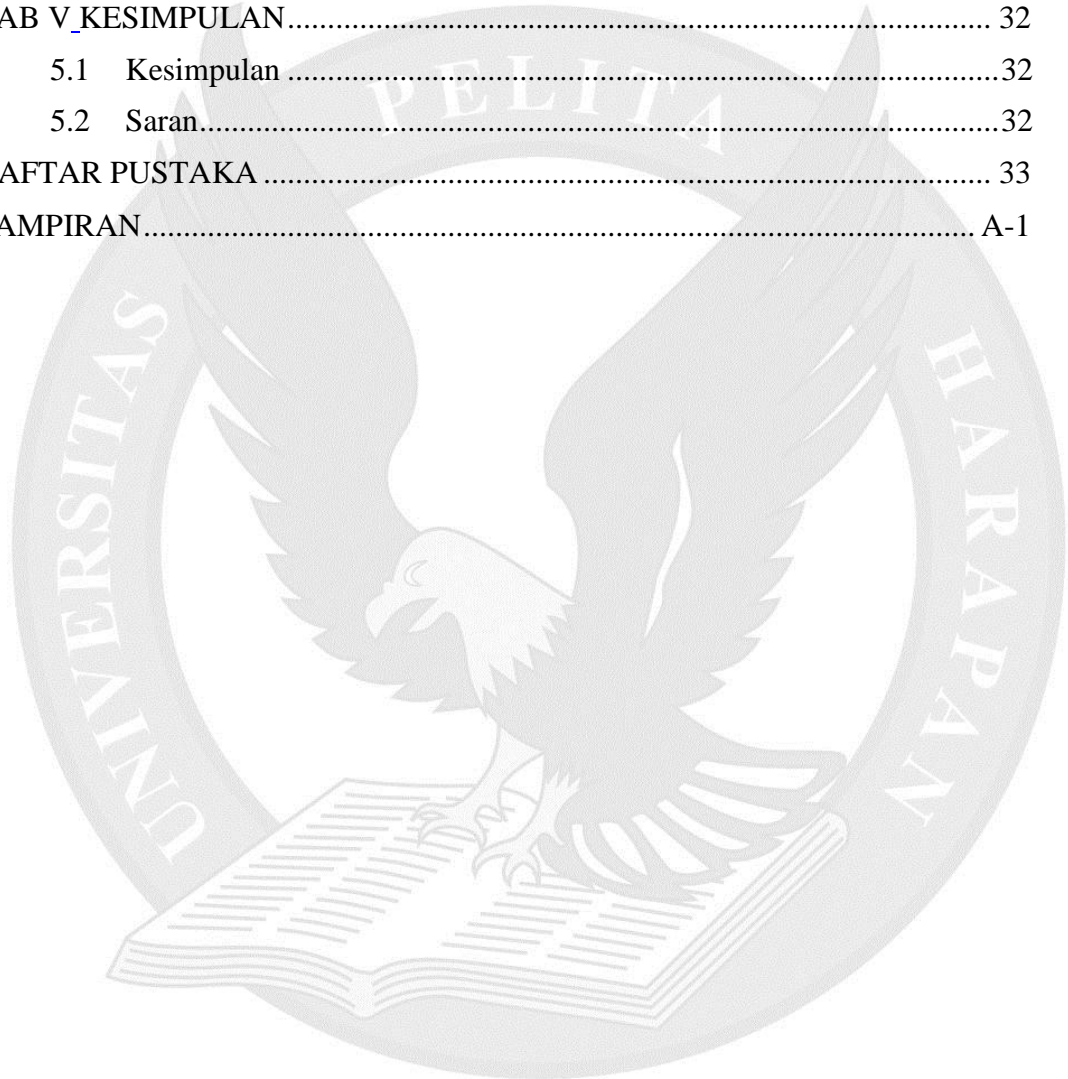 AB V KESIMPULAN........................................................................................ 32
5.1 Kesimpulan ........................................................................................32
5.2 Saran...................................................................................................32
AFTAR PUSTAKA .......................................................................................... 33
AMPIRAN....................................................................................................... A-1
UNIVERSITAS PELITA HARAPAN